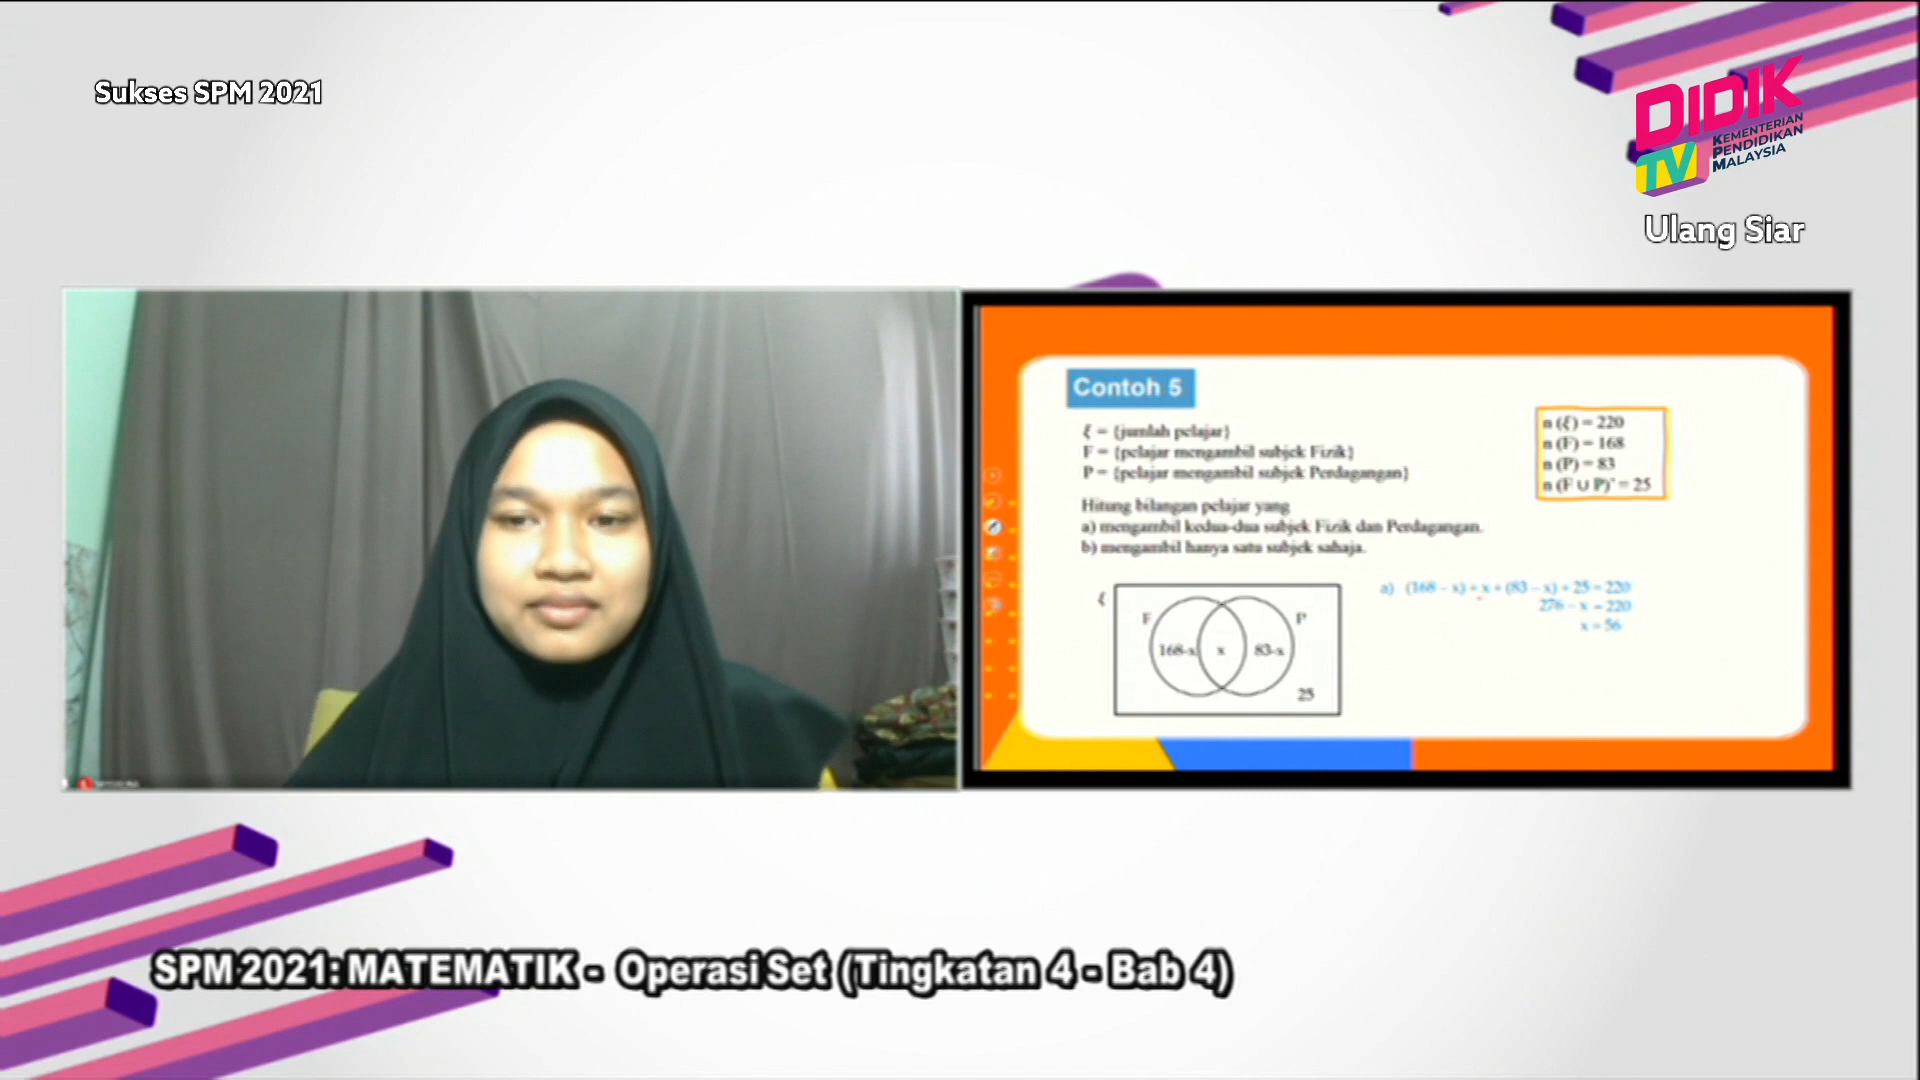 Sukses SPM 2021
DIDIK
TV
KEMENTERIAN
PENDIDIKAN
MALAYSIA
Ulang Siar
Contoh 5
ξ = {jumlah pelajar}
F = {pelajar mengambil subjek Fizik}
P = {pelajar mengambil subjek Perdagangan}
n (ξ) = 220
n (F) = 168
n (P) = 83
n (F ∪ P)' = 25
Hitung bilangan pelajar yang
a) mengambil kedua-dua subjek Fizik dan Perdagangan.
b) mengambil hanya satu subjek sahaja.
ξ
F
P
168-x
x
83-x
25
a) (168 – x) + x + (83 – x) + 25 = 220
276 – x = 220
x = 56
SPM 2021: MATEMATIK - Operasi Set (Tingkatan 4 - Bab 4)